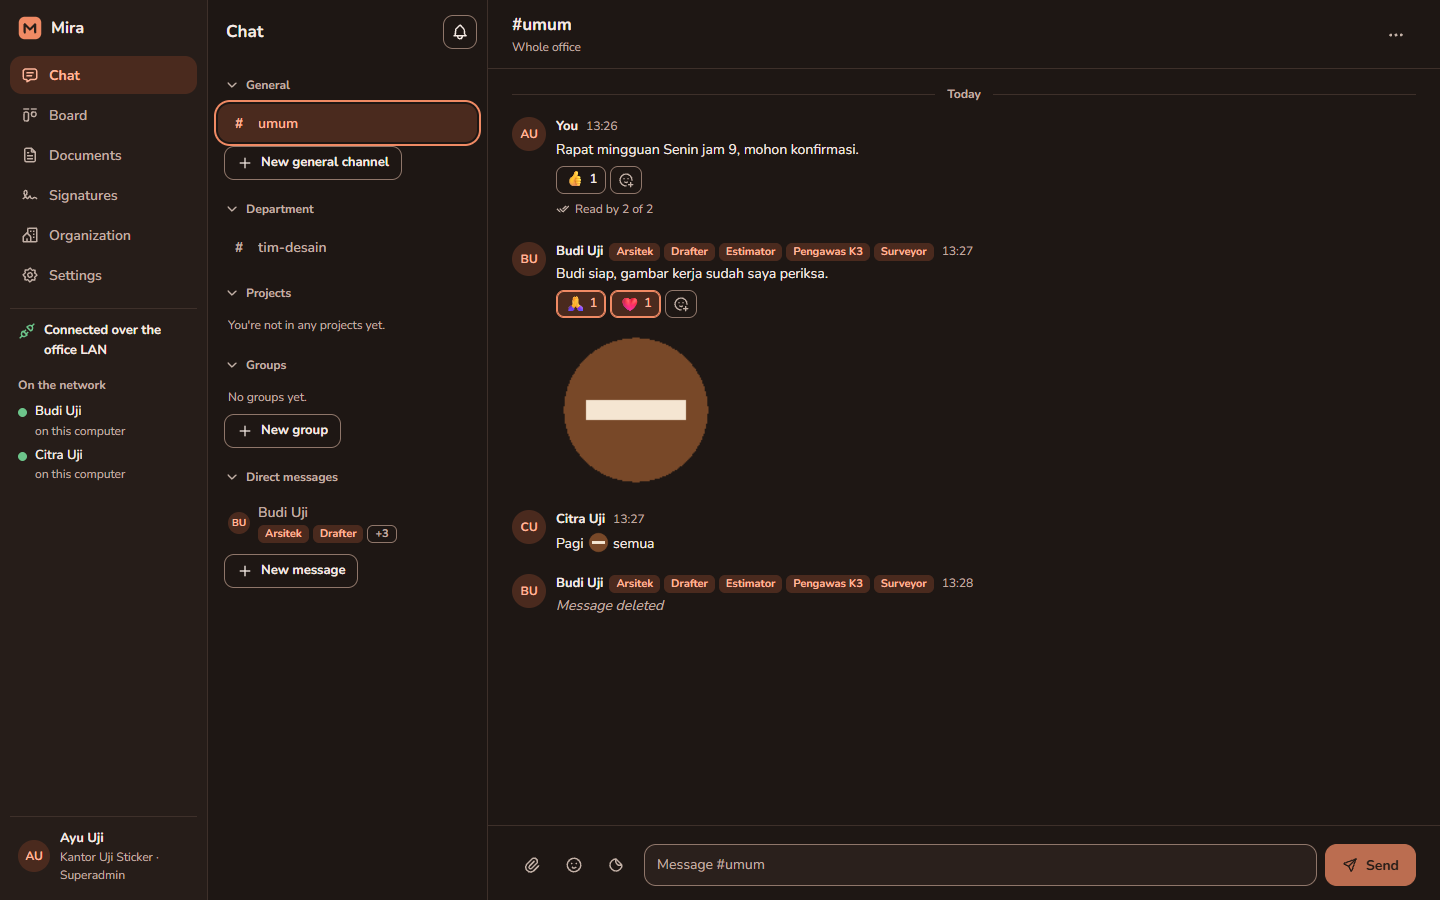 Mira
Chat
Board
Documents
Signatures
Organization
Settings
Connected over the
office LAN
On the network
Budi Uji
on this computer
Citra Uji
on this computer
AU
Ayu Uji
Kantor Uji Sticker ·
Superadmin
Chat
General
# umum
+ New general channel
Department
# tim-desain
Projects
You're not in any projects yet.
Groups
No groups yet.
+ New group
Direct messages
BU
Budi Uji
Arsitek Drafter +3
+ New message
#umum
Whole office
Today
AU
You 13:26
Rapat mingguan Senin jam 9, mohon konfirmasi.
👍 1
Read by 2 of 2
BU
Budi Uji Arsitek Drafter Estimator Pengawas K3 Surveyor 13:27
Budi siap, gambar kerja sudah saya periksa.
1 1
CU
Citra Uji 13:27
Pagi semua
BU
Budi Uji Arsitek Drafter Estimator Pengawas K3 Surveyor 13:28
Message deleted
Message #umum
Send